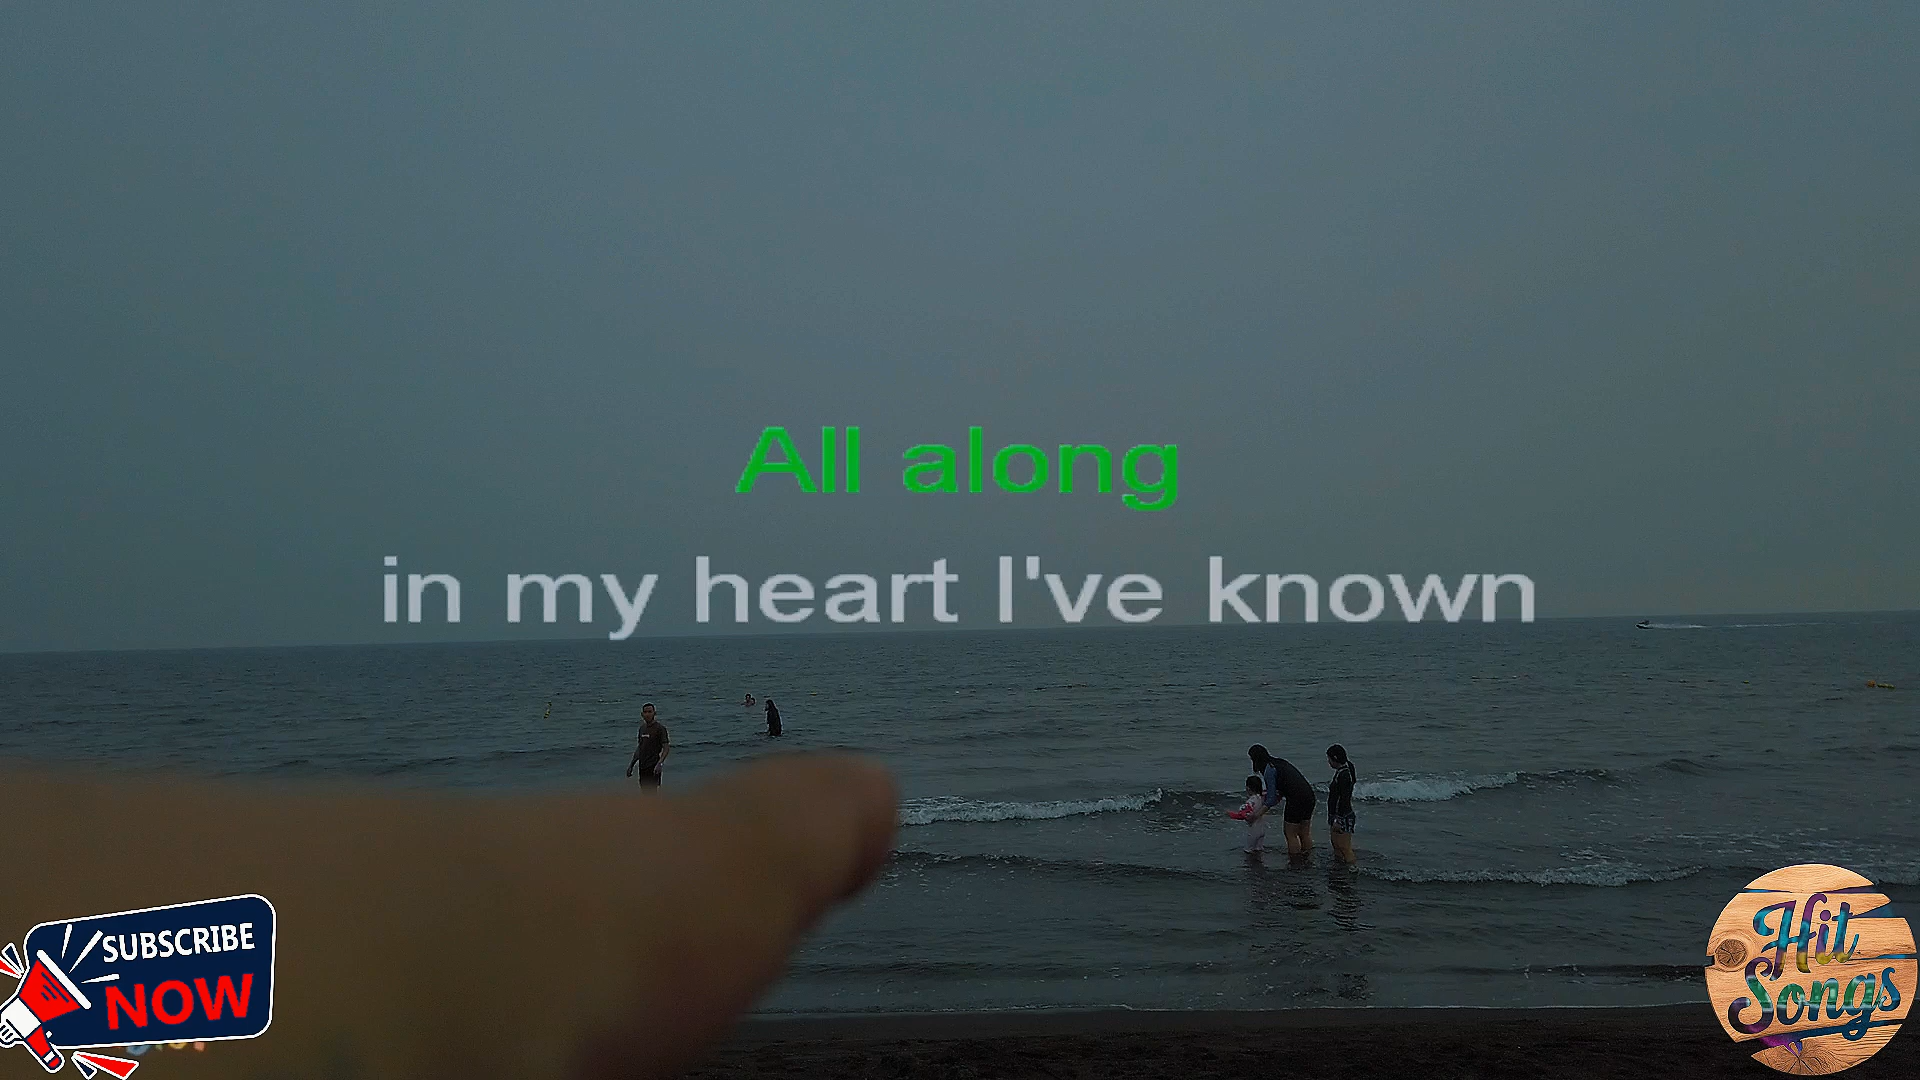 All along
in my heart I've known
SUBSCRIBE
NOW
Hit
Songs